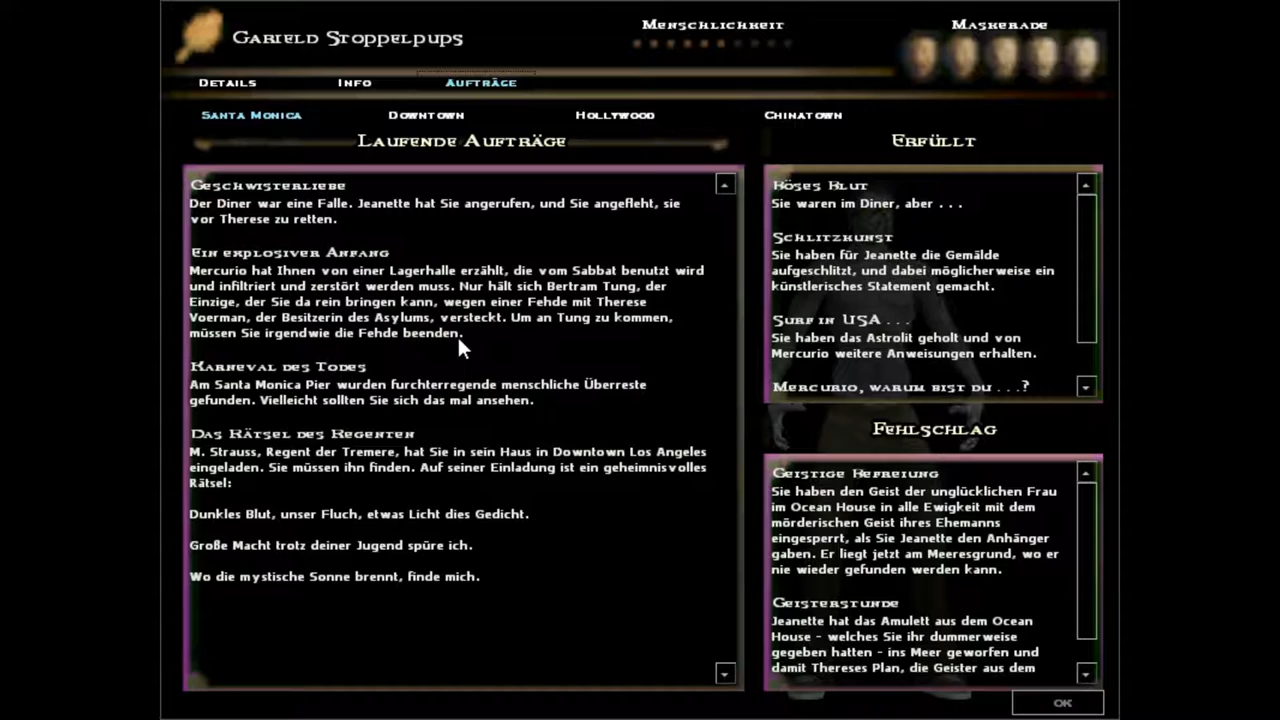 Garield Stoppelpups
Menschlichkeit
Maskerade
Details
Info
Aufträge
Santa Monica
Downtown
Hollywood
Chinatown
Laufende Aufträge
Geschwisterliebe
Der Diner war eine Falle. Jeanette hat Sie angerufen, und Sie angefleht, sie
vor Therese zu retten.
Ein explosiver Anfang
Mercurio hat Ihnen von einer Lagerhalle erzählt, die vom Sabbat benutzt wird
und infiltriert und zerstört werden muss. Nur hält sich Bertram Tung, der
Einzige, der Sie da rein bringen kann, wegen einer Fehde mit Therese
Voerman, der Besitzerin des Asylums, versteckt. Um an Tung zu kommen,
müssen Sie irgendwie die Fehde beenden.
Karneval des Todes
Am Santa Monica Pier wurden furchterregende menschliche Überreste
gefunden. Vielleicht sollten Sie sich das mal ansehen.
Das Rätsel des Regenten
M. Strauss, Regent der Tremere, hat Sie in sein Haus in Downtown Los Angeles
eingeladen. Sie müssen ihn finden. Auf seiner Einladung ist ein geheimnisvolles
Rätsel:
Dunkles Blut, unser Fluch, etwas Licht dies Gedicht.
Große Macht trotz deiner Jugend spüre ich.
Wo die mystische Sonne brennt, finde mich.
Erfüllt
Böses Blut
Sie waren im Diner, aber . . .
Schlitzkunst
Sie haben für Jeanette die Gemälde
aufgeschlitzt, und dabei möglicherweise ein
künstlerisches Statement gemacht.
Surf in USA . . .
Sie haben das Astrolit geholt und von
Mercurio weitere Anweisungen erhalten.
Mercurio, warum bist du . . .?
Fehlschlag
Geistige Befreiung
Sie haben den Geist der unglücklichen Frau
im Ocean House in alle Ewigkeit mit dem
mörderischen Geist ihres Ehemanns
eingesperrt, als Sie Jeanette den Anhänger
gaben. Er liegt jetzt am Meeresgrund, wo er
nie wieder gefunden werden kann.
Geisterstunde
Jeanette hat das Amulett aus dem Ocean
House - welches Sie ihr dummerweise
gegeben hatten - ins Meer geworfen und
damit Thereses Plan, die Geister aus dem
OK